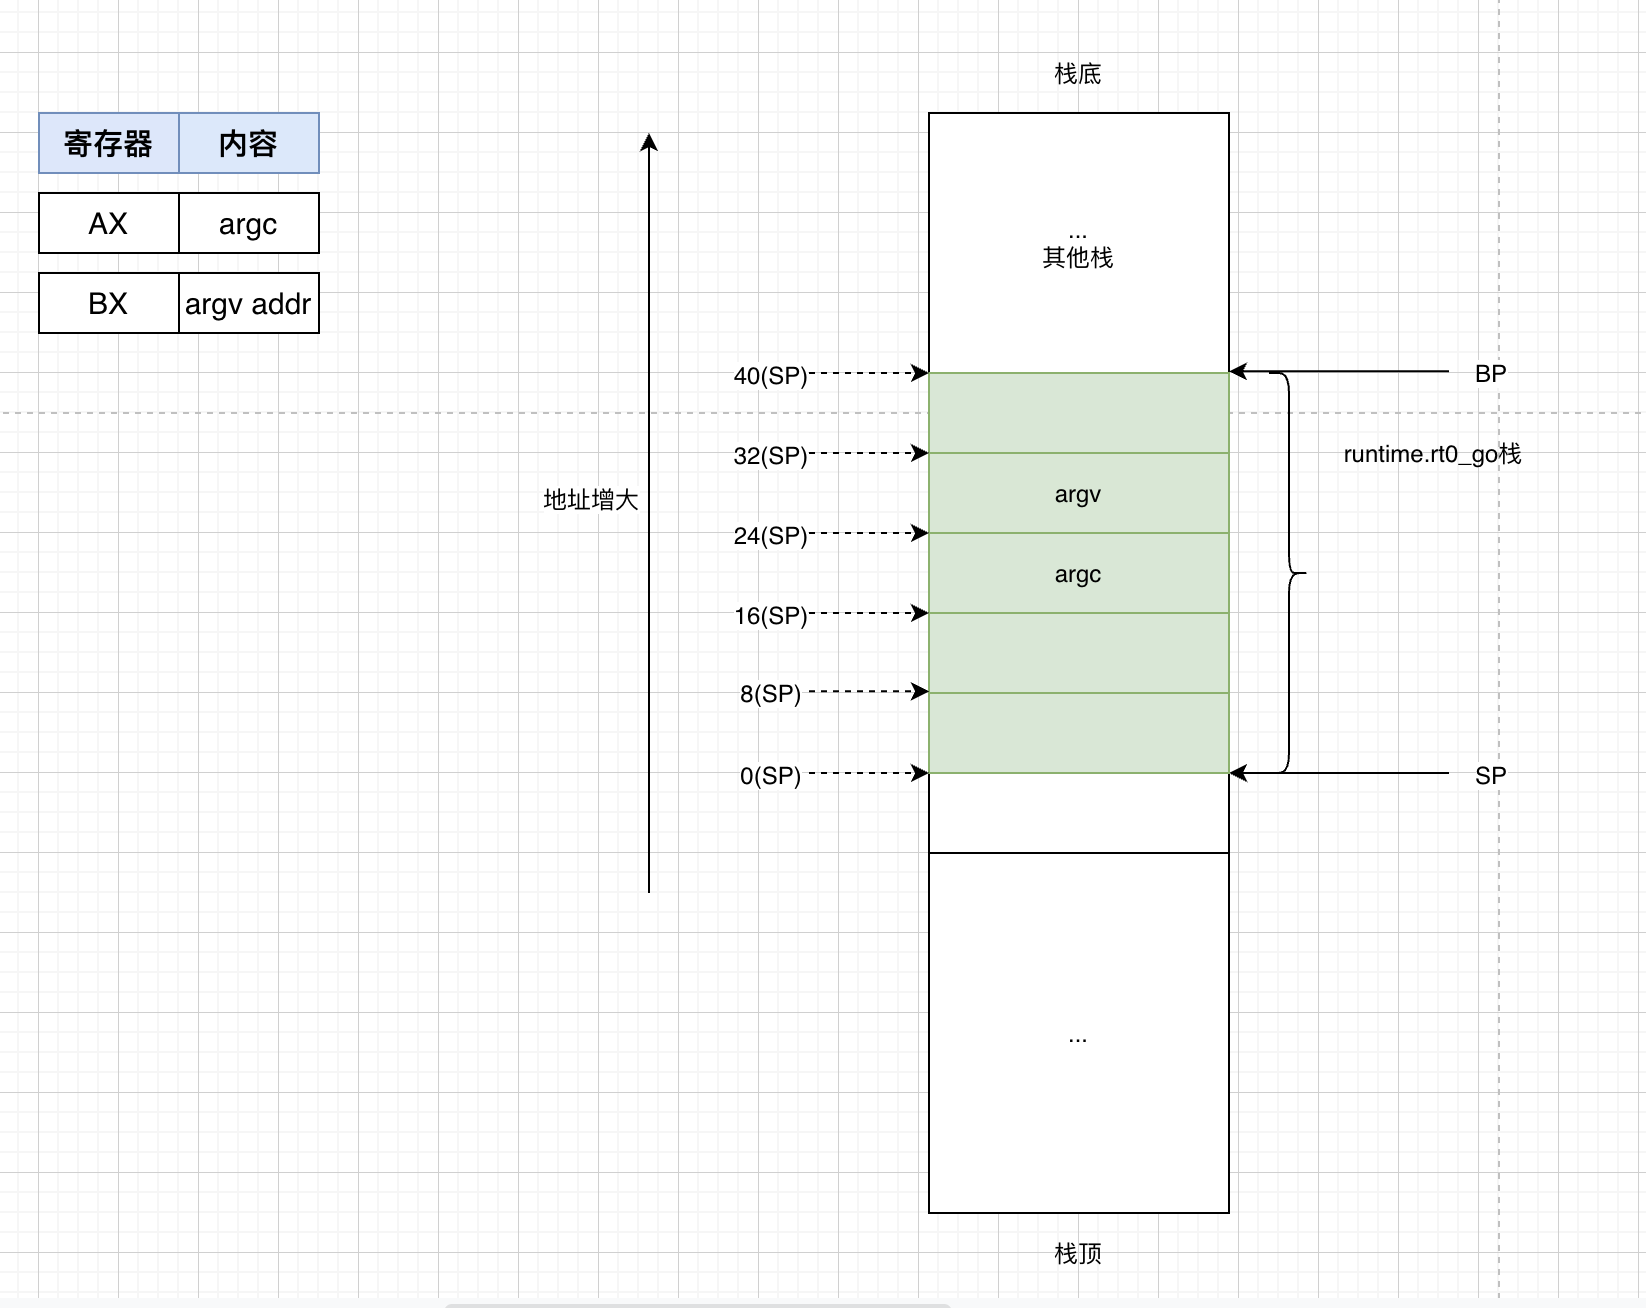 栈底
寄存器 内容
AX argc
BX argv addr
...
其他栈
40(SP)
BP
32(SP)
runtime.rt0_go栈
argv
地址增大
24(SP)
argc
16(SP)
8(SP)
0(SP)
SP
...
栈顶